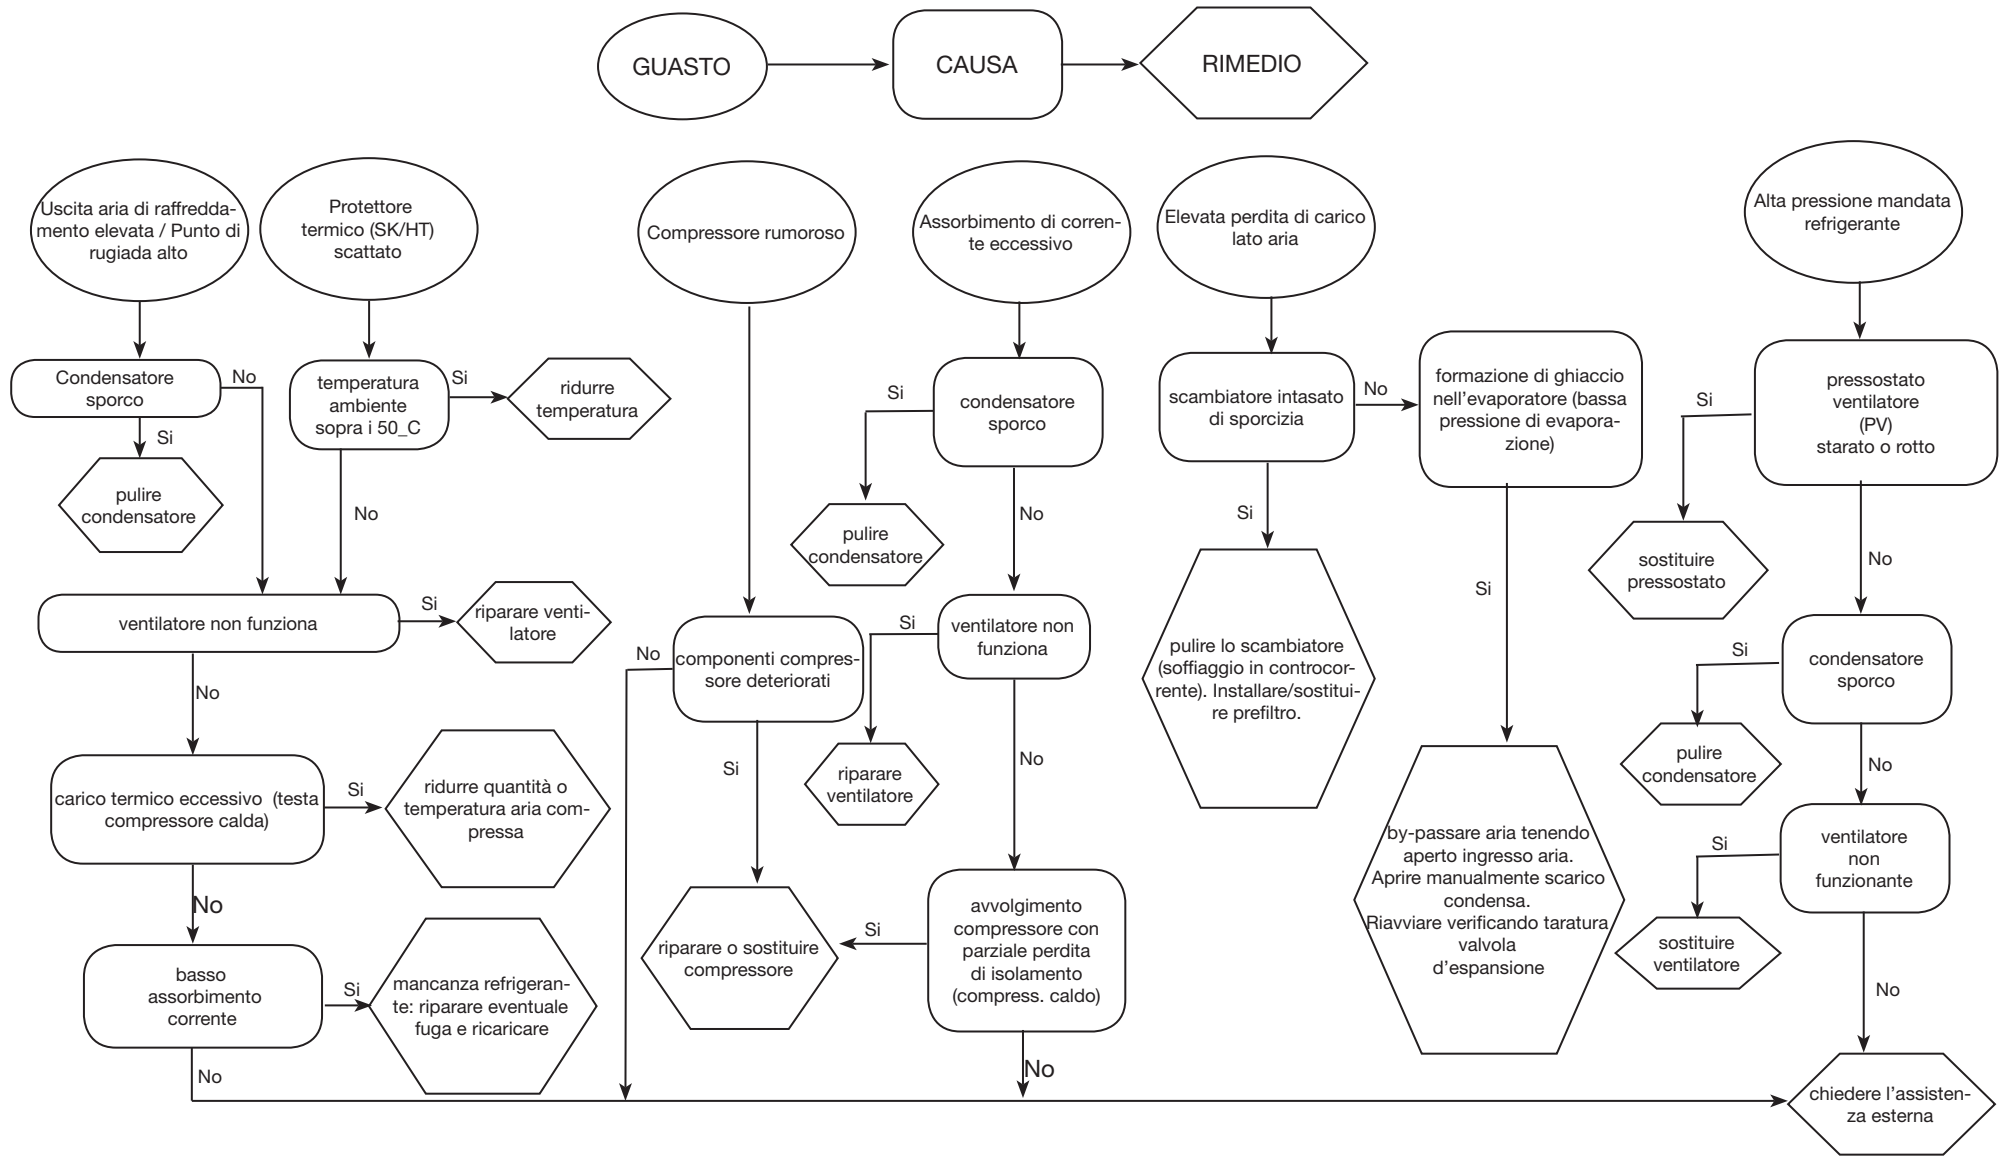 GUASTO
CAUSA
RIMEDIO
Uscita aria di raffredda-
mento elevata / Punto di
rugiada alto
Condensatore
sporco
No
Si
pulire
condensatore
Protettore
termico (SK/HT)
scattato
temperatura
ambiente
sopra i 50_C
Si
ridurre
temperatura
No
ventilatore non funziona
Si
riparare venti-
latore
No
carico termico eccessivo (testa
compressore calda)
Si
ridurre quantità o
temperatura aria com-
pressa
No
basso
assorbimento
corrente
Si
mancanza refrigeran-
te: riparare eventuale
fuga e ricaricare
No
Compressore rumoroso
componenti compres-
sore deteriorati
No
Si
riparare o sostituire
compressore
Assorbimento di corren-
te eccessivo
condensatore
sporco
Si
pulire
condensatore
No
ventilatore non
funziona
Si
riparare
ventilatore
No
avvolgimento
compressore con
parziale perdita
di isolamento
(compress. caldo)
Si
No
Elevata perdita di carico
lato aria
scambiatore intasato
di sporcizia
No
Si
pulire lo scambiatore
(soffiaggio in controcor-
rente). Installare/sostitui-
re prefiltro.
formazione di ghiaccio
nell'evaporatore (bassa
pressione di evapora-
zione)
Si
by-passare aria tenendo
aperto ingresso aria.
Aprire manualmente scarico
condensa.
Riavviare verificando taratura
valvola
d'espansione
Alta pressione mandata
refrigerante
pressostato
ventilatore
(PV)
starato o rotto
Si
sostituire
pressostato
No
condensatore
sporco
Si
pulire
condensatore
No
ventilatore
non
funzionante
Si
sostituire
ventilatore
No
chiedere l'assisten-
za esterna